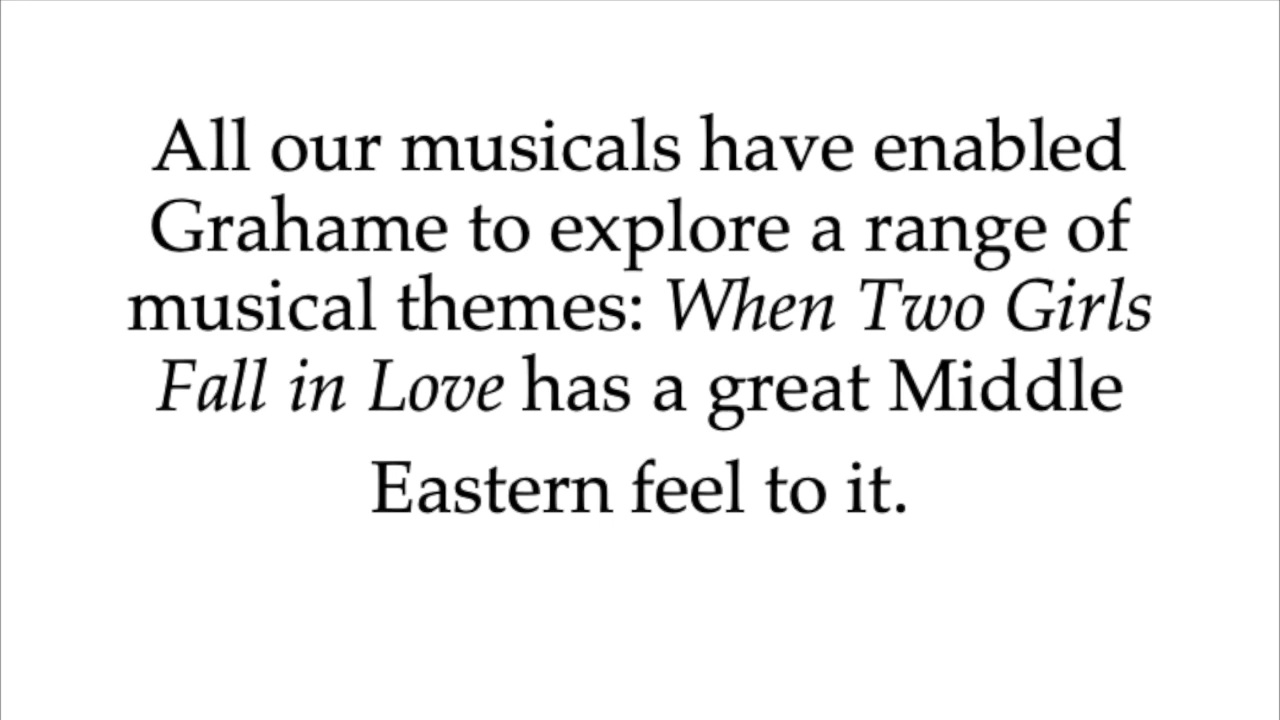 All our musicals have enabled
Grahame to explore a range of
musical themes: When Two Girls
Fall in Love has a great Middle
Eastern feel to it.